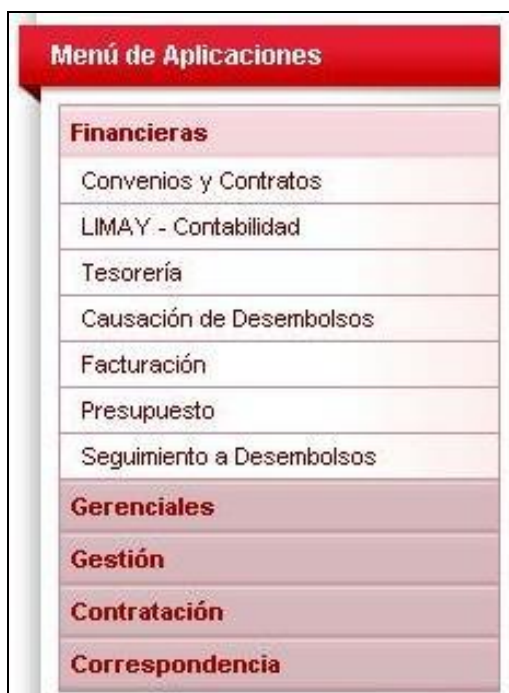 Menú de Aplicaciones
Financieras
Convenios y Contratos
LIMAY - Contabilidad
Tesorería
Causación de Desembolsos
Facturación
Presupuesto
Seguimiento a Desembolsos
Gerenciales
Gestión
Contratación
Correspondencia